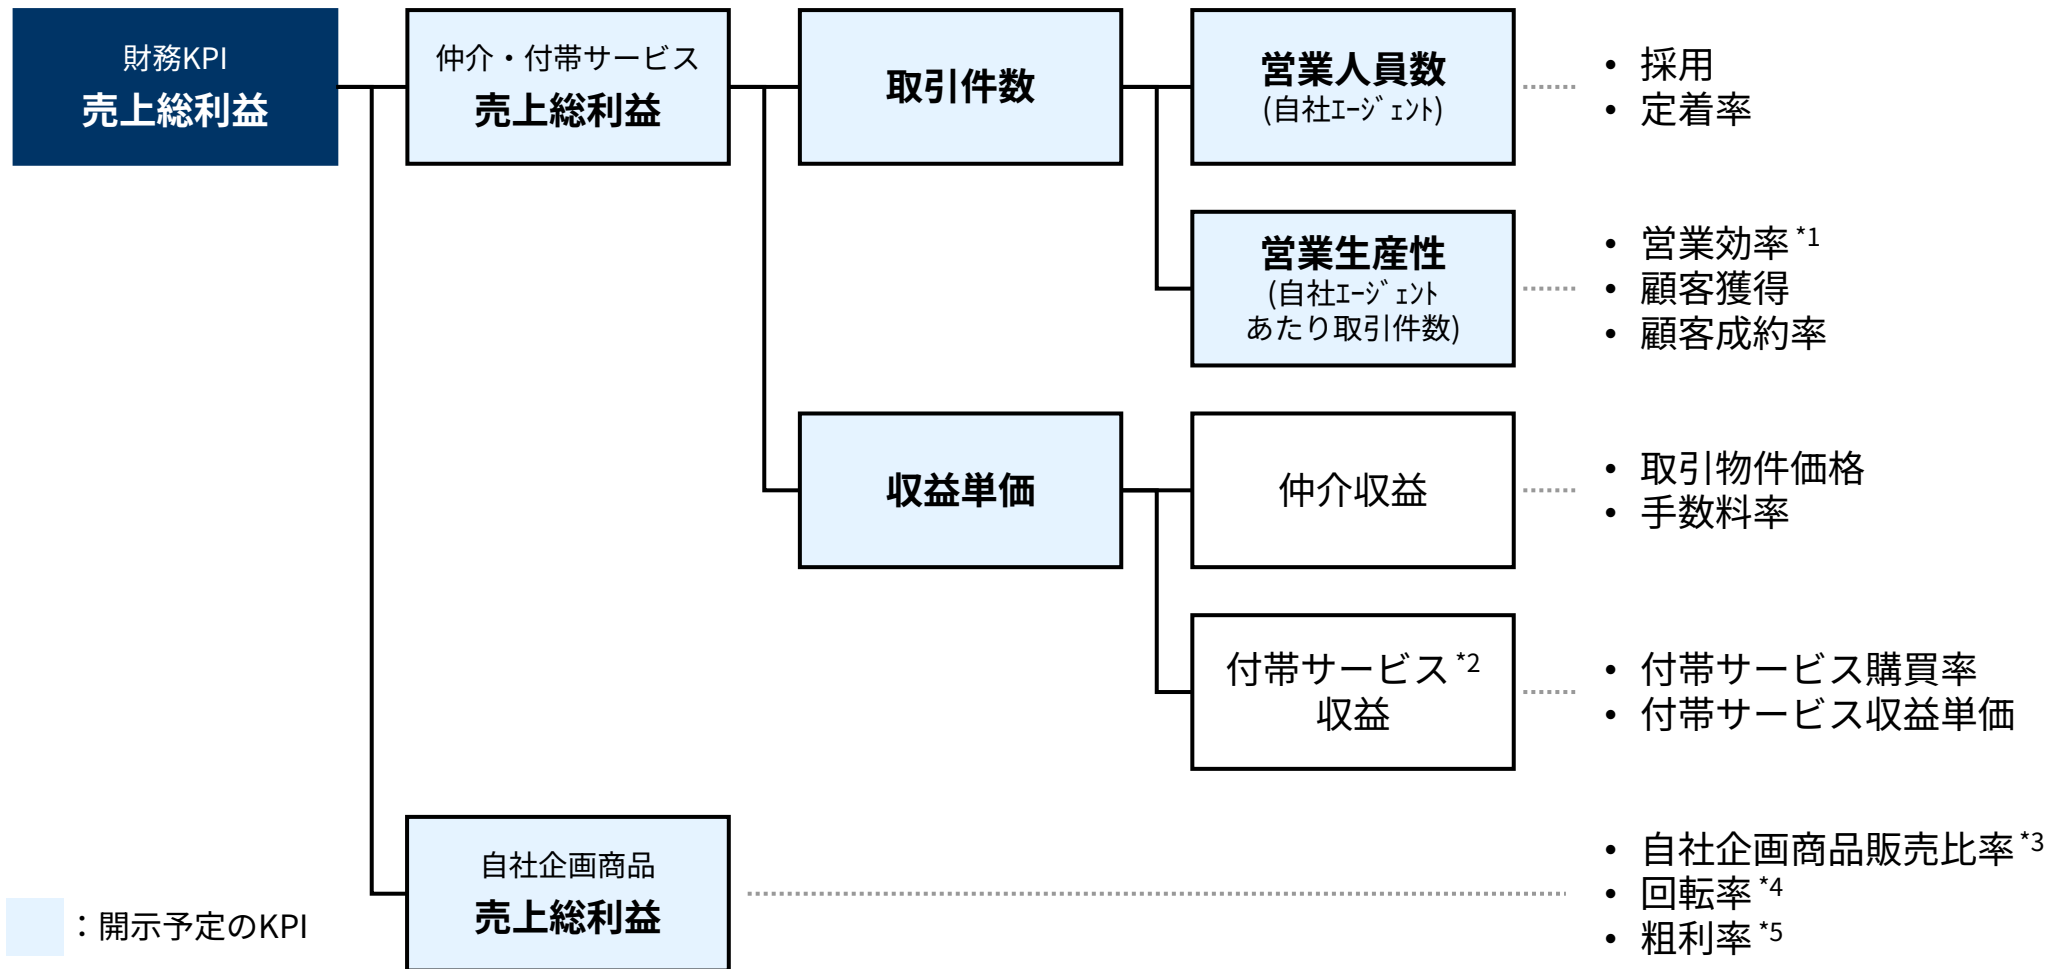 財務KPI
売上総利益
仲介・付帯サービス
売上総利益
取引件数
営業人員数
(自社ｴｰｼﾞｪﾝﾄ)
• 採用
• 定着率
営業生産性
(自社ｴｰｼﾞｪﾝﾄ
あたり取引件数)
• 営業効率 *1
• 顧客獲得
• 顧客成約率
収益単価
仲介収益
• 取引物件価格
• 手数料率
付帯サービス *2
収益
• 付帯サービス購買率
• 付帯サービス収益単価
自社企画商品
売上総利益
• 自社企画商品販売比率 *3
• 回転率 *4
• 粗利率 *5
：開示予定のKPI